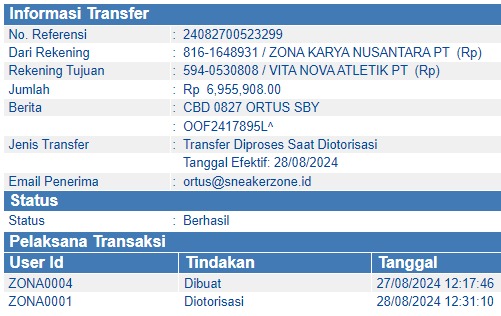 Informasi Transfer
No. Referensi : 24082700523299
Dari Rekening : 816-1648931 / ZONA KARYA NUSANTARA PT (Rp)
Rekening Tujuan : 594-0530808 / VITA NOVA ATLETIK PT (Rp)
Jumlah : Rp 6,955,908.00
Berita : CBD 0827 ORTUS SBY
: OOF2417895L^
Jenis Transfer : Transfer Diproses Saat Diotorisasi
Tanggal Efektif: 28/08/2024
Email Penerima : ortus@sneakerzone.id
Status
Status : Berhasil
Pelaksana Transaksi
User Id Tindakan Tanggal
ZONA0004 Dibuat 27/08/2024 12:17:46
ZONA0001 Diotorisasi 28/08/2024 12:31:10